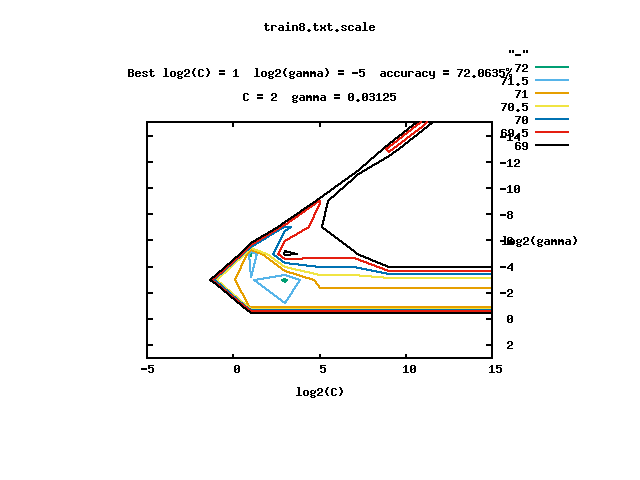 train8.txt.scale
"-"
Best log2(C) = 1  log2(gamma) = -5  accuracy = 72.0635%
72
71.5
71
C = 2  gamma = 0.03125
70.5
70
69.5
69
-14
-12
-10
-8
-6
log2(gamma)
-4
-2
0
2
-5 0 5 10 15
log2(C)